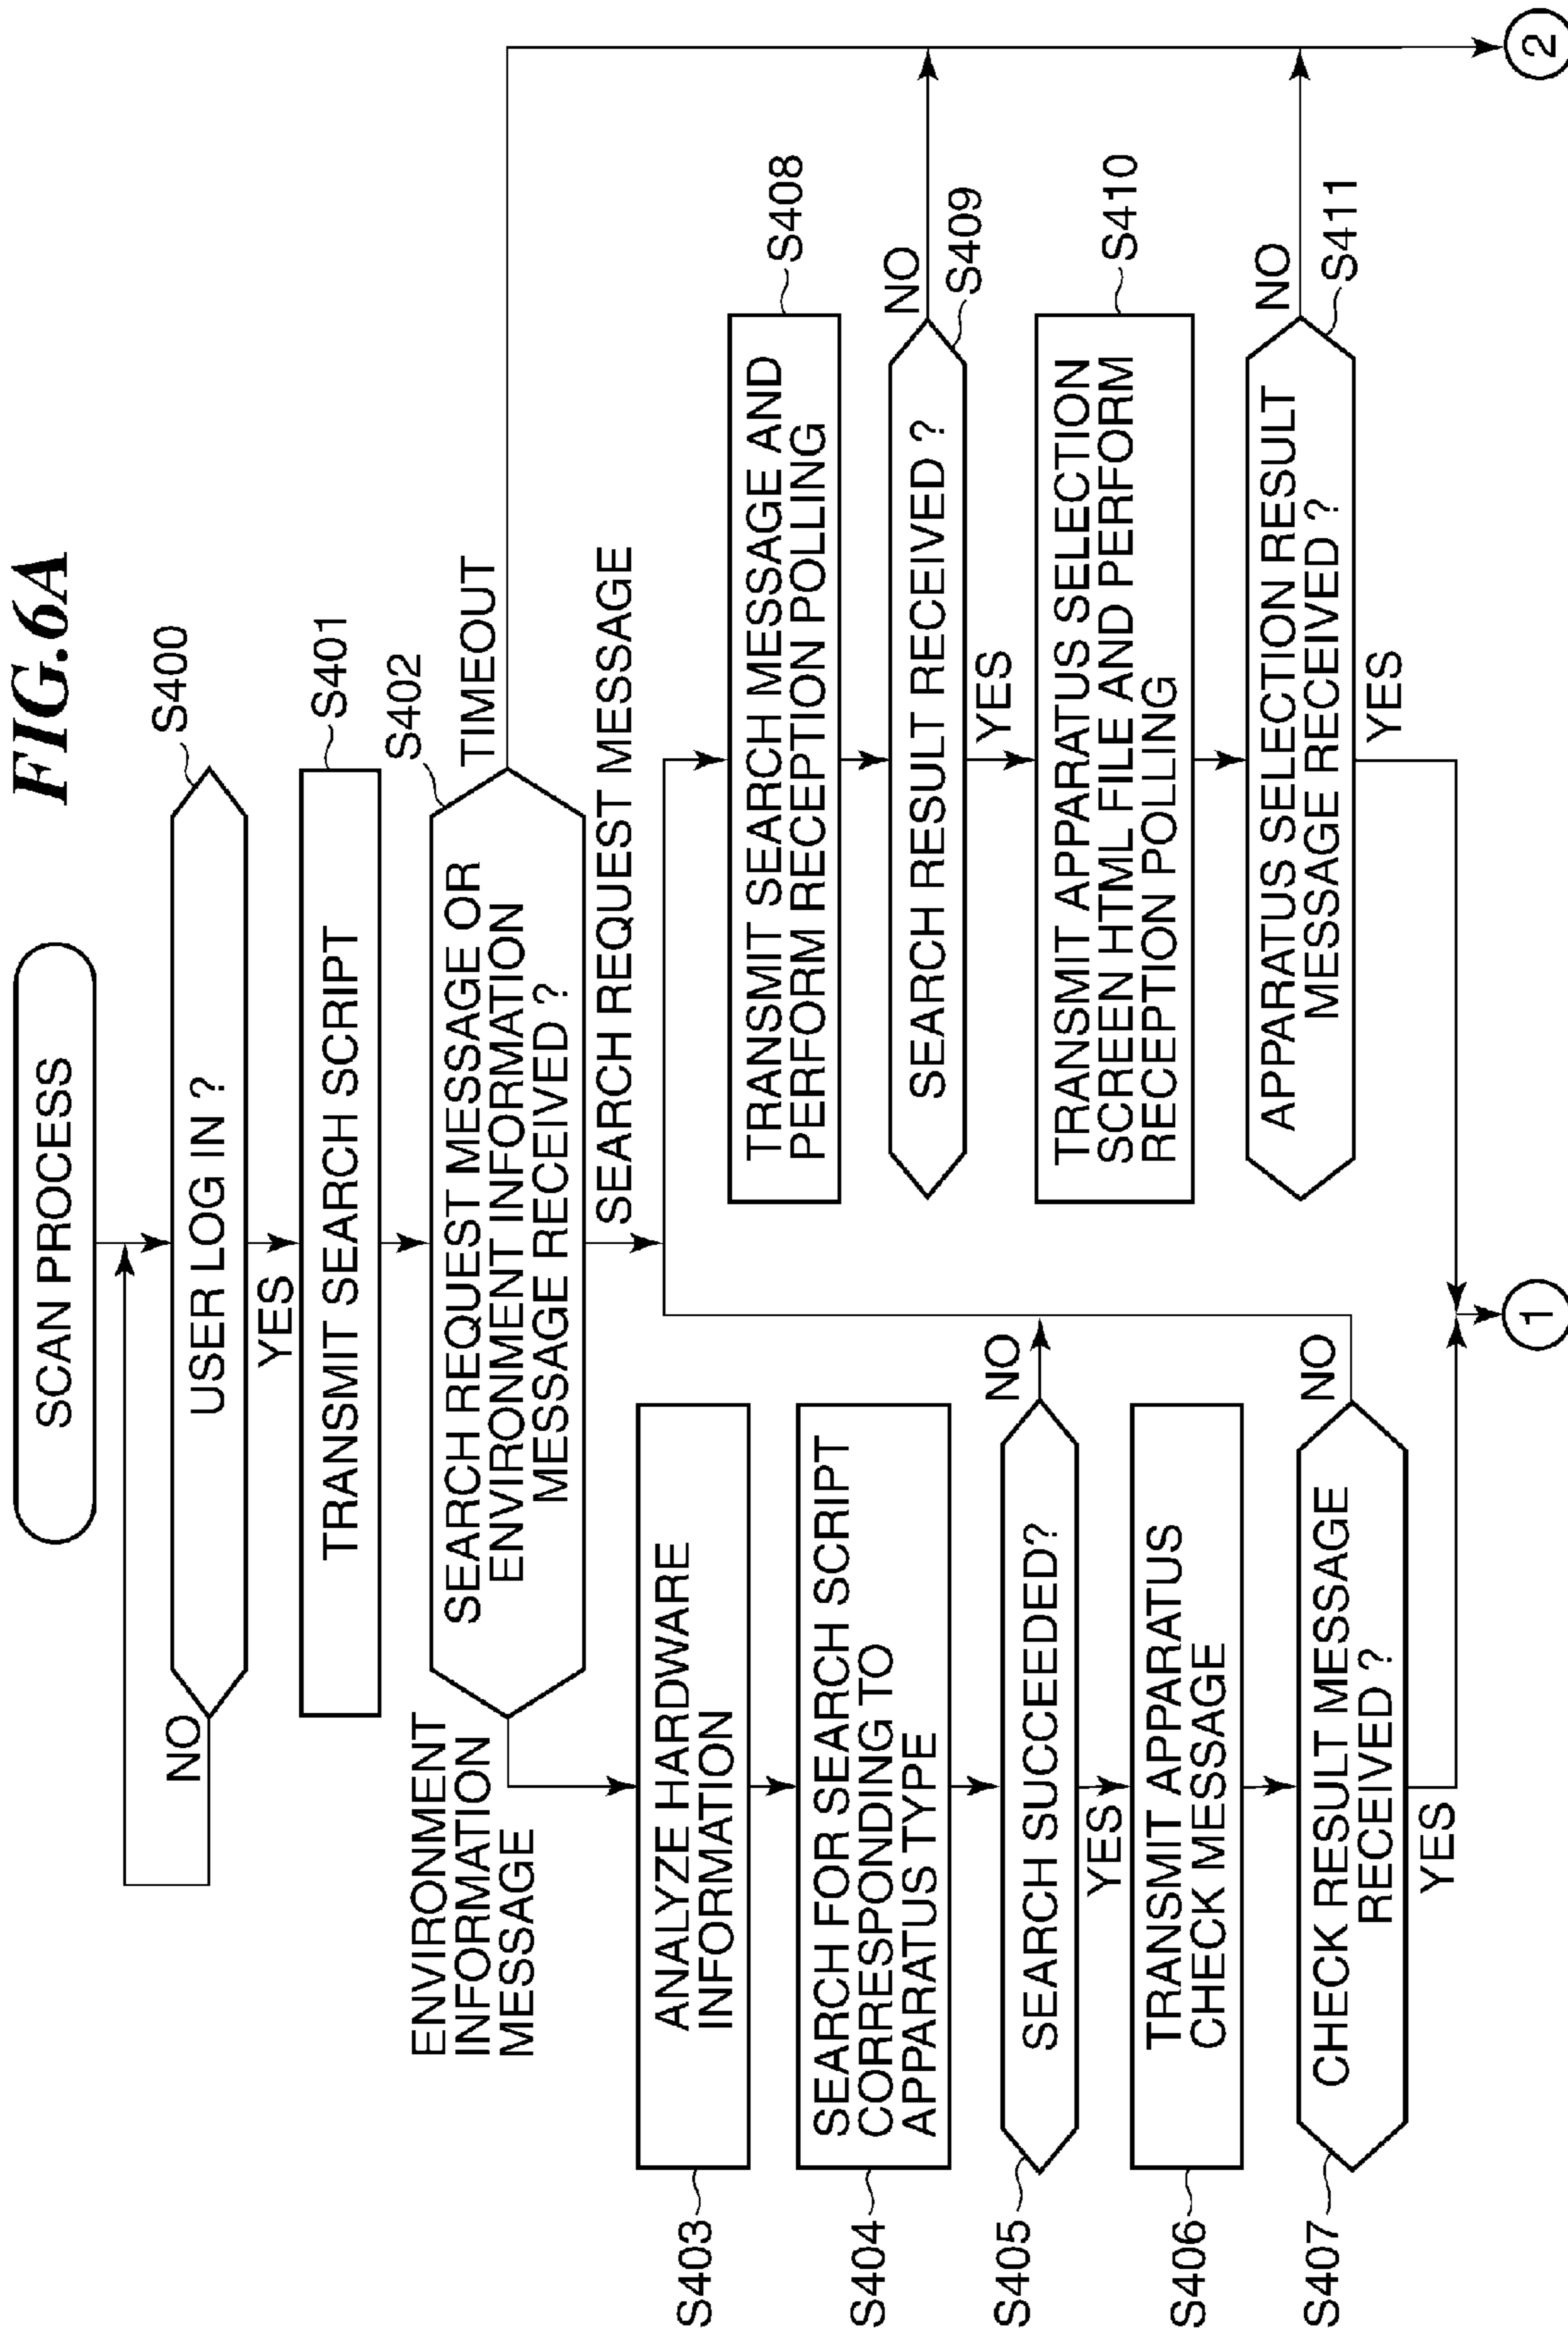 FIG.6A
SCAN PROCESS
S400
USER LOG IN ?
NO
YES
S401
TRANSMIT SEARCH SCRIPT
S402
SEARCH REQUEST MESSAGE OR
ENVIRONMENT INFORMATION
MESSAGE RECEIVED ?
TIMEOUT
ENVIRONMENT
INFORMATION
MESSAGE
SEARCH REQUEST MESSAGE
S403
ANALYZE HARDWARE
INFORMATION
S404
SEARCH FOR SEARCH SCRIPT
CORRESPONDING TO
APPARATUS TYPE
S405
SEARCH SUCCEEDED?
NO
YES
S406
TRANSMIT APPARATUS
CHECK MESSAGE
S407
CHECK RESULT MESSAGE
RECEIVED ?
NO
YES
S408
TRANSMIT SEARCH MESSAGE AND
PERFORM RECEPTION POLLING
S409
SEARCH RESULT RECEIVED ?
NO
YES
S410
TRANSMIT APPARATUS SELECTION
SCREEN HTML FILE AND PERFORM
RECEPTION POLLING
S411
APPARATUS SELECTION RESULT
MESSAGE RECEIVED ?
NO
YES
1
2